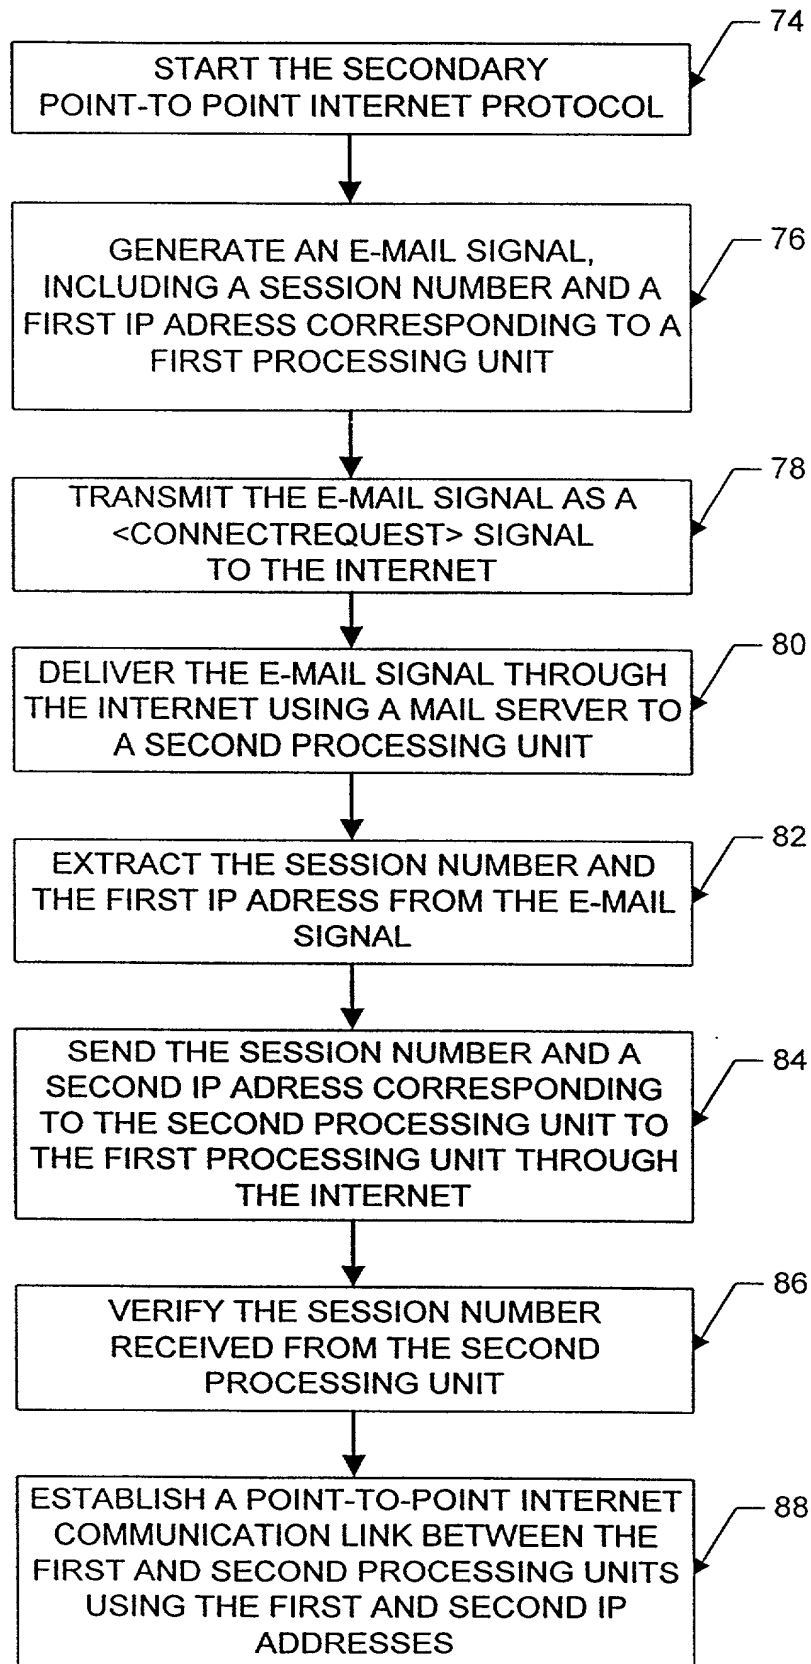 74
START THE SECONDARY
POINT-TO POINT INTERNET PROTOCOL
76
GENERATE AN E-MAIL SIGNAL,
INCLUDING A SESSION NUMBER AND A
FIRST IP ADRESS CORRESPONDING TO A
FIRST PROCESSING UNIT
78
TRANSMIT THE E-MAIL SIGNAL AS A
<CONNECTREQUEST> SIGNAL
TO THE INTERNET
80
DELIVER THE E-MAIL SIGNAL THROUGH
THE INTERNET USING A MAIL SERVER TO
A SECOND PROCESSING UNIT
82
EXTRACT THE SESSION NUMBER AND
THE FIRST IP ADRESS FROM THE E-MAIL
SIGNAL
84
SEND THE SESSION NUMBER AND A
SECOND IP ADRESS CORRESPONDING
TO THE SECOND PROCESSING UNIT TO
THE FIRST PROCESSING UNIT THROUGH
THE INTERNET
86
VERIFY THE SESSION NUMBER
RECEIVED FROM THE SECOND
PROCESSING UNIT
88
ESTABLISH A POINT-TO-POINT INTERNET
COMMUNICATION LINK BETWEEN THE
FIRST AND SECOND PROCESSING UNITS
USING THE FIRST AND SECOND IP
ADDRESSES